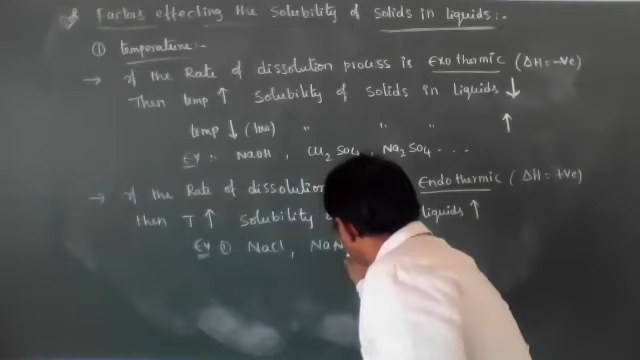 Factors effecting the Solubility of Solids in liquids:-
① temperature:-
→ if the Rate of dissolution process is Exothermic (ΔH=-ve)
Then temp ↑ Solubility of Solids in Liquids ↓
temp ↓ (low) " " " ↑
Ex:- NaOH, Cu2SO4, Na2SO4...
→ if the Rate of dissolution Endothermic (ΔH=+ve)
then T ↑ Solubility liquids ↑
Ex ① NaCl, NaN